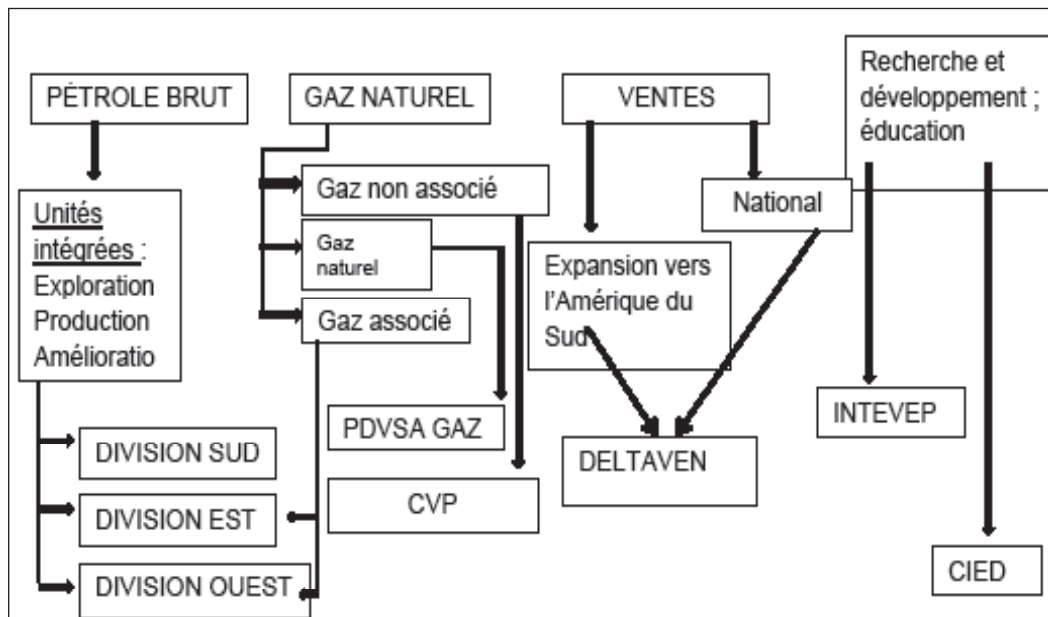 PÉTROLE BRUT
GAZ NATUREL
VENTES
Recherche et
développement ;
éducation
Unités
intégrées :
Exploration
Production
Amélioratio
Gaz non associé
Gaz
naturel
Gaz associé
National
Expansion vers
l'Amérique du
Sud
DIVISION SUD
DIVISION EST
DIVISION OUEST
PDVSA GAZ
CVP
DELTAVEN
INTEVEP
CIED